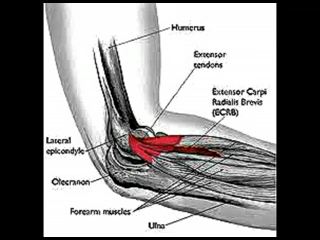 Humerus
Extensor
tendons
Extensor Carpi
Radialis Brevis
(ECRB)
Lateral
epicondyle
Olecranon
Forearm muscles
Ulna